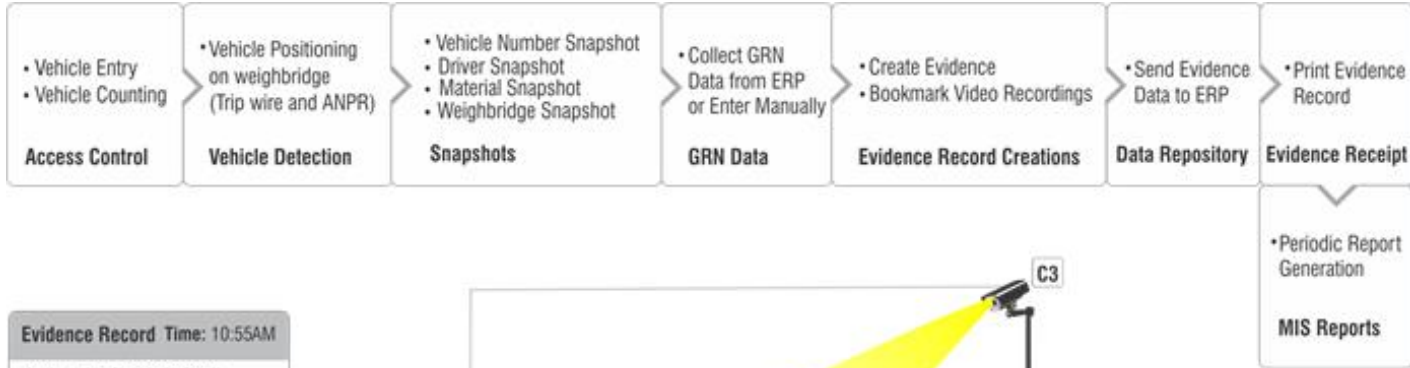 • Vehicle Entry
• Vehicle Counting
Access Control
• Vehicle Positioning
on weighbridge
(Trip wire and ANPR)
Vehicle Detection
• Vehicle Number Snapshot
• Driver Snapshot
• Material Snapshot
• Weighbridge Snapshot
Snapshots
• Collect GRN
Data from ERP
or Enter Manually
GRN Data
• Create Evidence
• Bookmark Video Recordings
Evidence Record Creations
• Send Evidence
Data to ERP
Data Repository
• Print Evidence
Record
Evidence Receipt
• Periodic Report
Generation
MIS Reports
C3
Evidence Record Time: 10:55AM